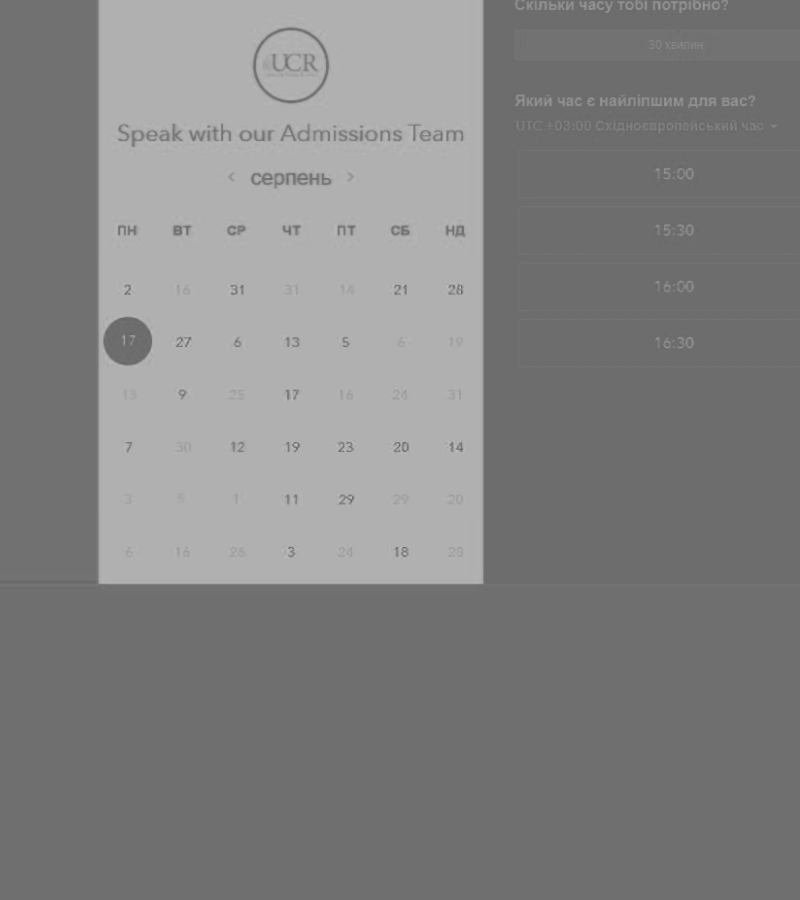 UCR
Speak with our Admissions Team
серпень
ПН ВТ СР ЧТ ПТ СБ НД
2 16 31 31 14 21 28
17 27 6 13 5 6 19
13 9 25 17 16 24 31
7 30 12 19 23 20 14
3 5 1 11 29 29 20
6 16 26 3 24 18 28
Скільки часу тобі потрібно?
30 хвилин
Який час є найліпшим для вас?
UTC +03:00 Східноєвропейський час
15:00
15:30
16:00
16:30